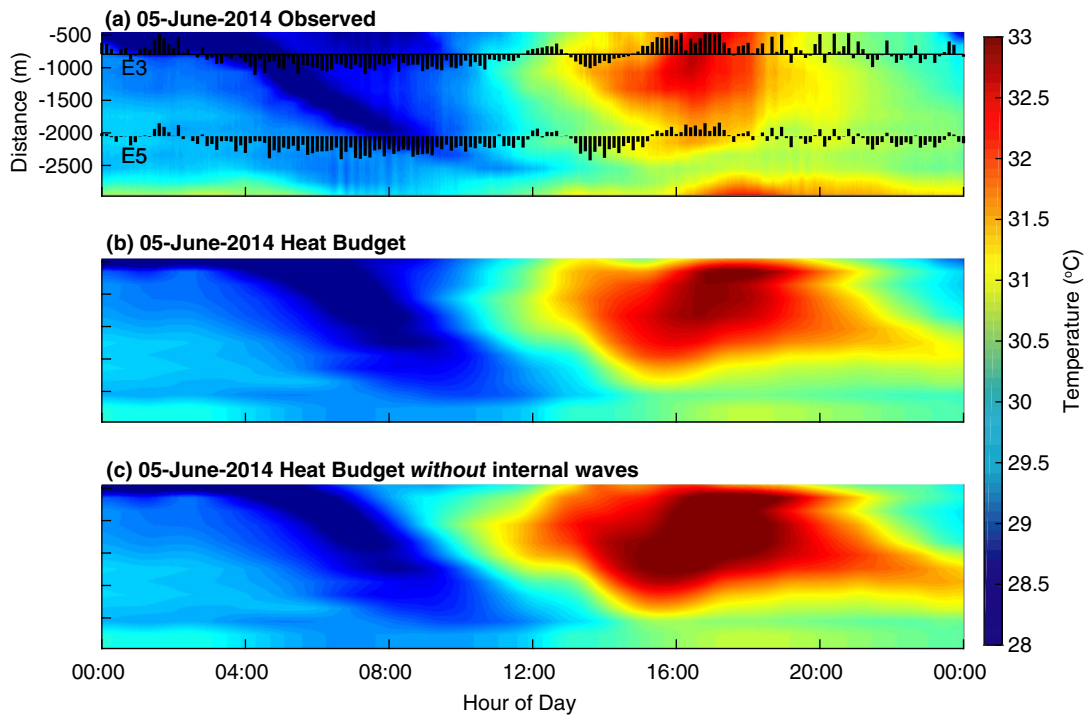 (a) 05-June-2014 Observed
-500
-1000
-1500
-2000
-2500
Distance (m)
E3
E5
(b) 05-June-2014 Heat Budget
(c) 05-June-2014 Heat Budget without internal waves
00:00 04:00 08:00 12:00 16:00 20:00 00:00
Hour of Day
33
32.5
32
31.5
31
30.5
30
29.5
29
28.5
28
Temperature (°C)